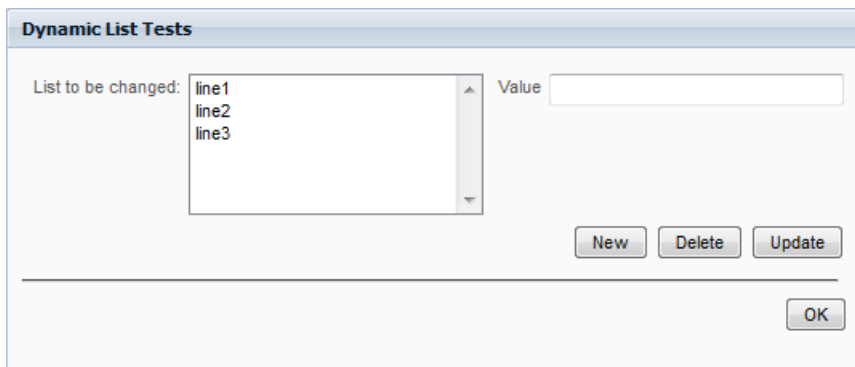 Dynamic List Tests
List to be changed:
line1
line2
line3
Value
New Delete Update
OK